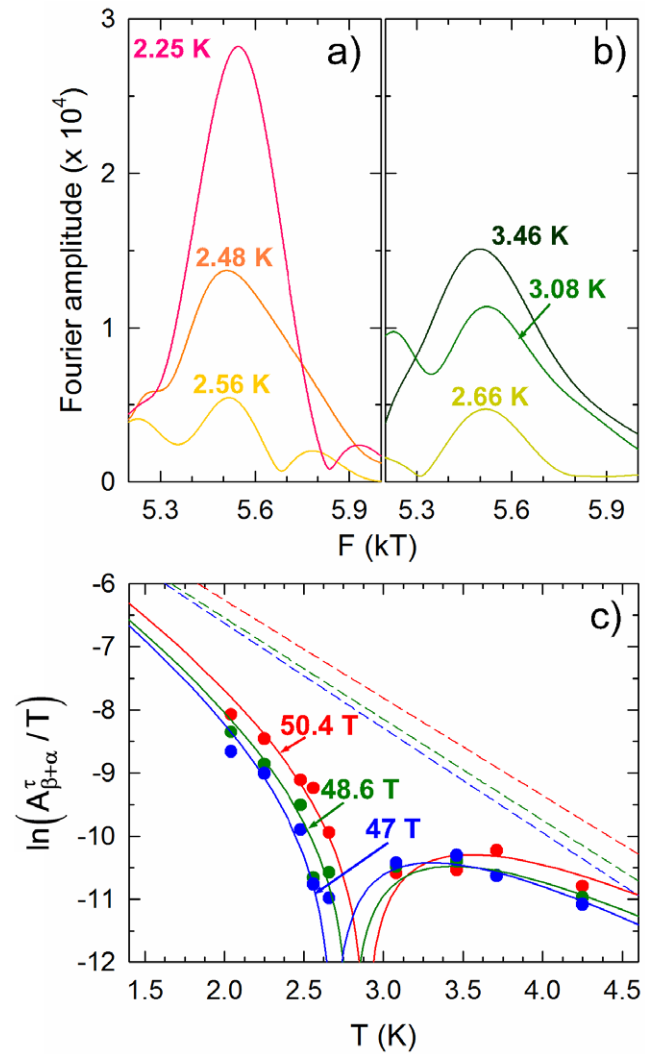 3
2
1
0
Fourier amplitude (x 10⁴)
a)
2.25 K
2.48 K
2.56 K
b)
3.46 K
3.08 K
2.66 K
5.3 5.6 5.9 5.3 5.6 5.9
F (kT)
-6
-7
-8
-9
-10
-11
-12
ln(A^τ_{β+α} /T)
c)
50.4 T
48.6 T
47 T
1.5 2.0 2.5 3.0 3.5 4.0 4.5
T (K)